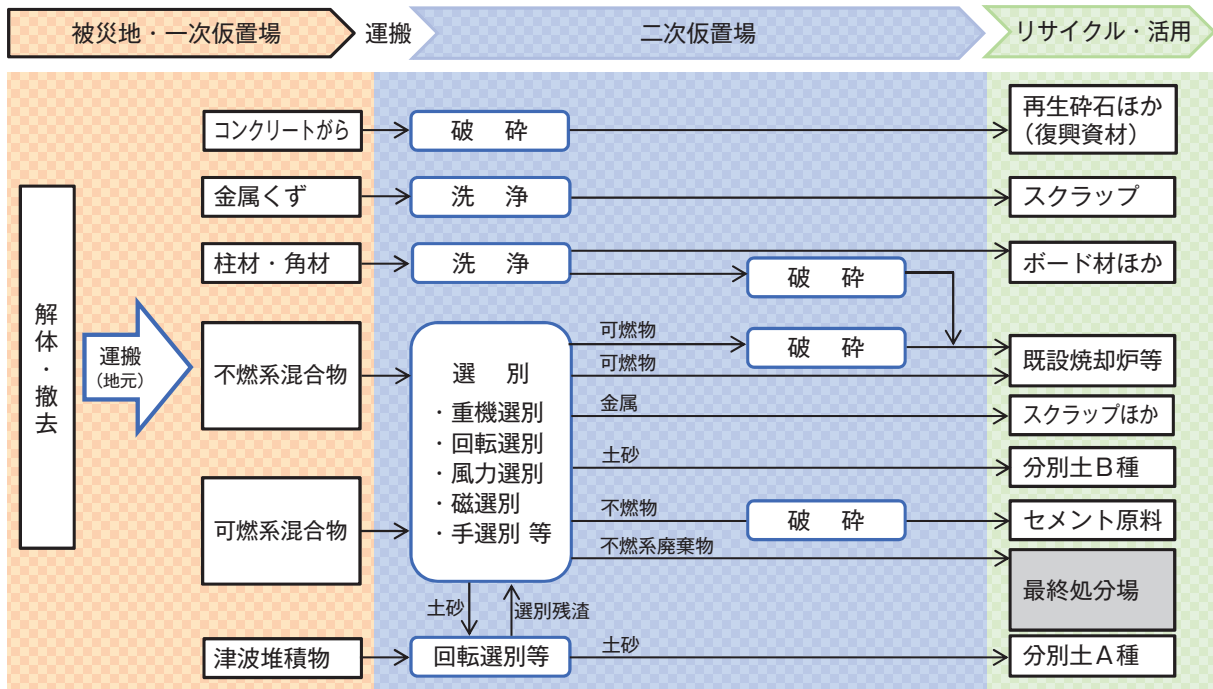 被災地・一次仮置場
運搬
二次仮置場
リサイクル・活用
コンクリートがら
破　砕
再生砕石ほか
（復興資材）
金属くず
洗　浄
スクラップ
柱材・角材
洗　浄
ボード材ほか
破　砕
解体・撤去
運搬
（地元）
不燃系混合物
選　別
・重機選別
・回転選別
・風力選別
・磁選別
・手選別 等
可燃物
破　砕
可燃物
既設焼却炉等
金属
スクラップほか
土砂
分別土Ｂ種
可燃系混合物
不燃物
破　砕
セメント原料
不燃系廃棄物
最終処分場
土砂
選別残渣
津波堆積物
回転選別等
土砂
分別土Ａ種